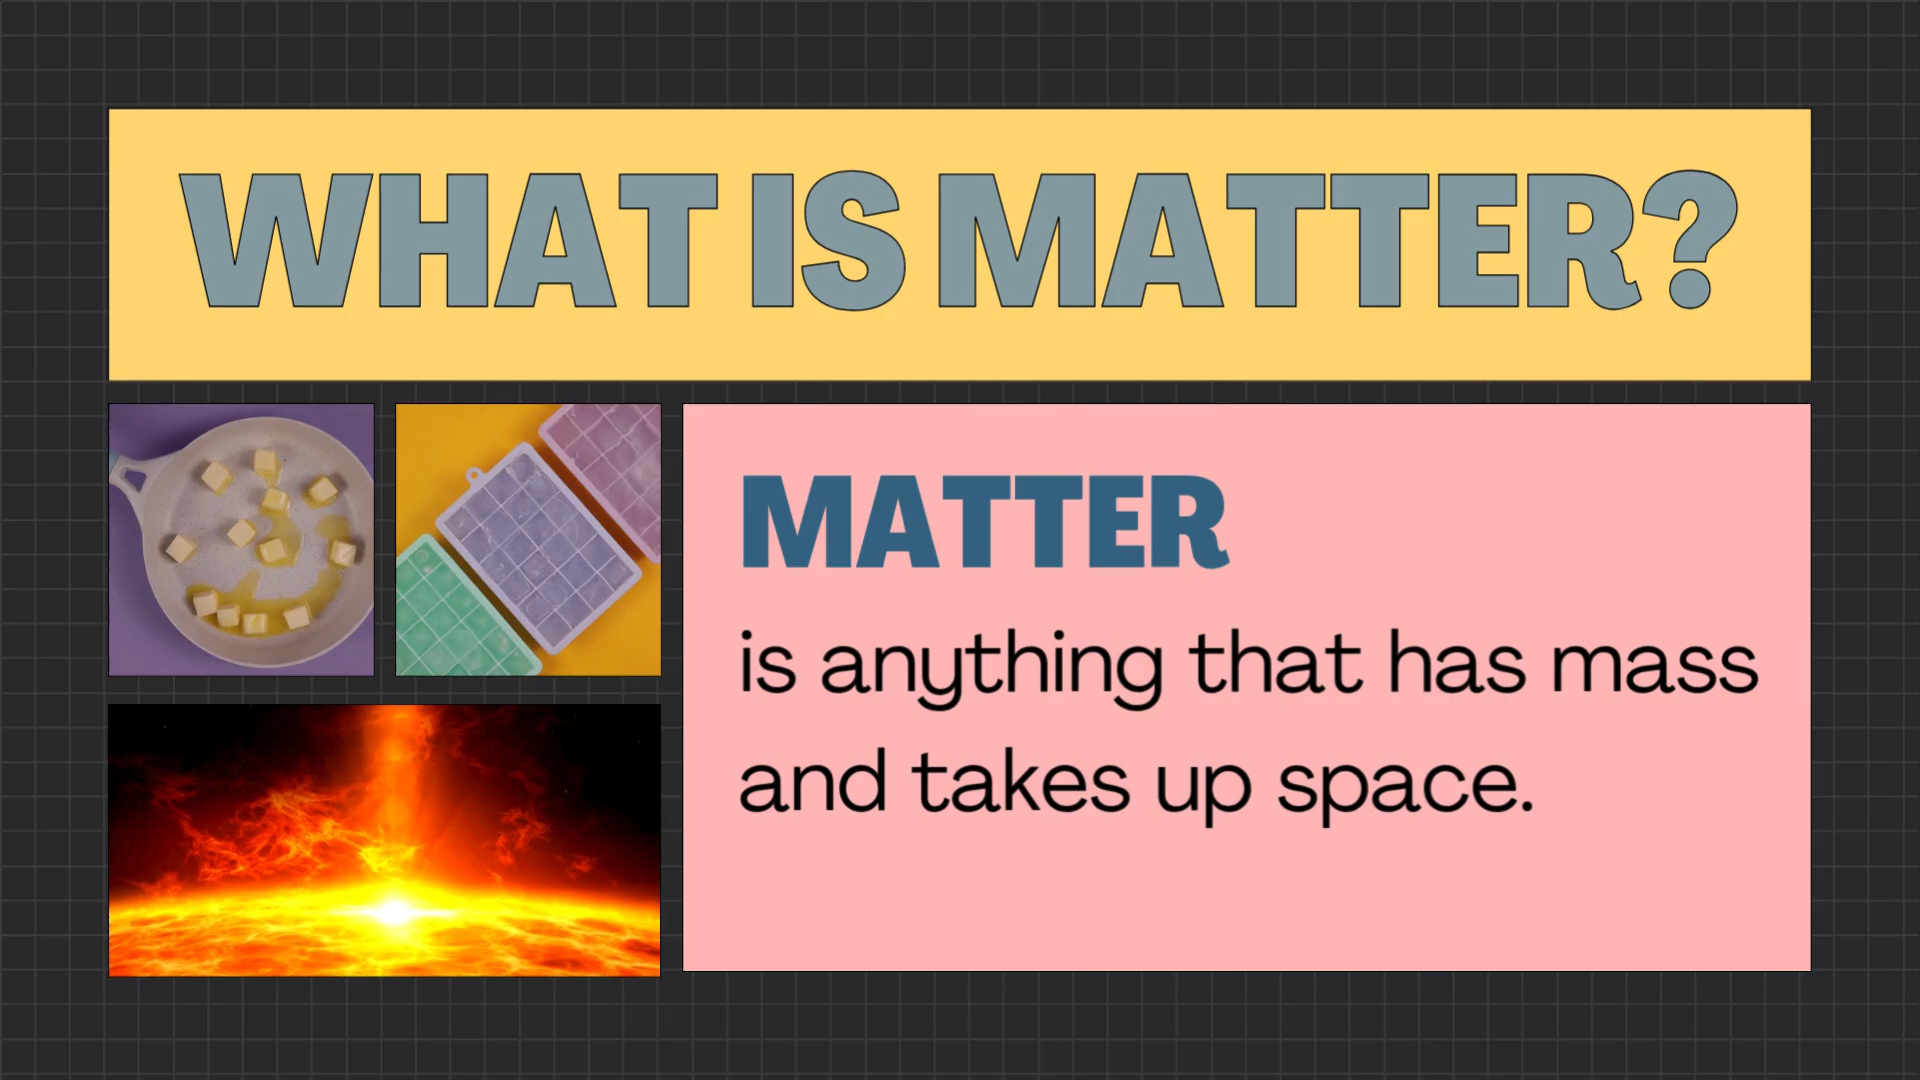 WHAT IS MATTER?
MATTER
is anything that has mass
and takes up space.